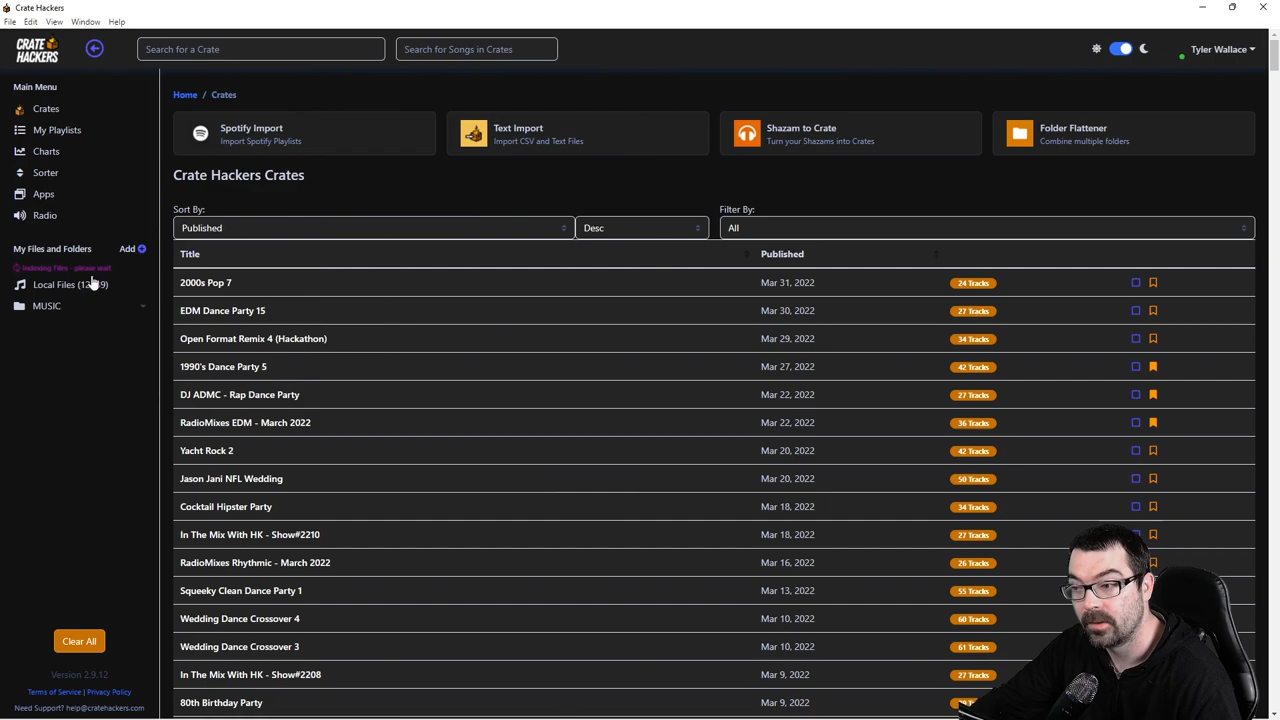 Crate Hackers
File Edit View Window Help
CRATE HACKERS
Search for a Crate
Search for Songs in Crates
Tyler Wallace
Main Menu
Crates
My Playlists
Charts
Sorter
Apps
Radio
My Files and Folders Add
Indexing Files - please wait
Local Files
MUSIC
Clear All
Version 2.9.12
Terms of Service | Privacy Policy
Need Support? help@cratehackers.com
Home / Crates
Spotify Import
Import Spotify Playlists
Text Import
Import CSV and Text Files
Shazam to Crate
Turn your Shazams into Crates
Folder Flattener
Combine multiple folders
Crate Hackers Crates
Sort By:
Published
Desc
Filter By:
All
Title Published
2000s Pop 7 Mar 31, 2022 24 Tracks
EDM Dance Party 15 Mar 30, 2022 27 Tracks
Open Format Remix 4 (Hackathon) Mar 29, 2022 34 Tracks
1990's Dance Party 5 Mar 27, 2022 42 Tracks
DJ ADMC - Rap Dance Party Mar 22, 2022 27 Tracks
RadioMixes EDM - March 2022 Mar 22, 2022 36 Tracks
Yacht Rock 2 Mar 20, 2022 42 Tracks
Jason Jani NFL Wedding Mar 20, 2022 50 Tracks
Cocktail Hipster Party Mar 18, 2022 34 Tracks
In The Mix With HK - Show#2210 Mar 18, 2022 27 Tracks
RadioMixes Rhythmic - March 2022 Mar 16, 2022 26 Tracks
Squeeky Clean Dance Party 1 Mar 13, 2022 55 Tracks
Wedding Dance Crossover 4 Mar 10, 2022 60 Tracks
Wedding Dance Crossover 3 Mar 10, 2022 61 Tracks
In The Mix With HK - Show#2208 Mar 9, 2022 27 Tracks
80th Birthday Party Mar 9, 2022 Tracks